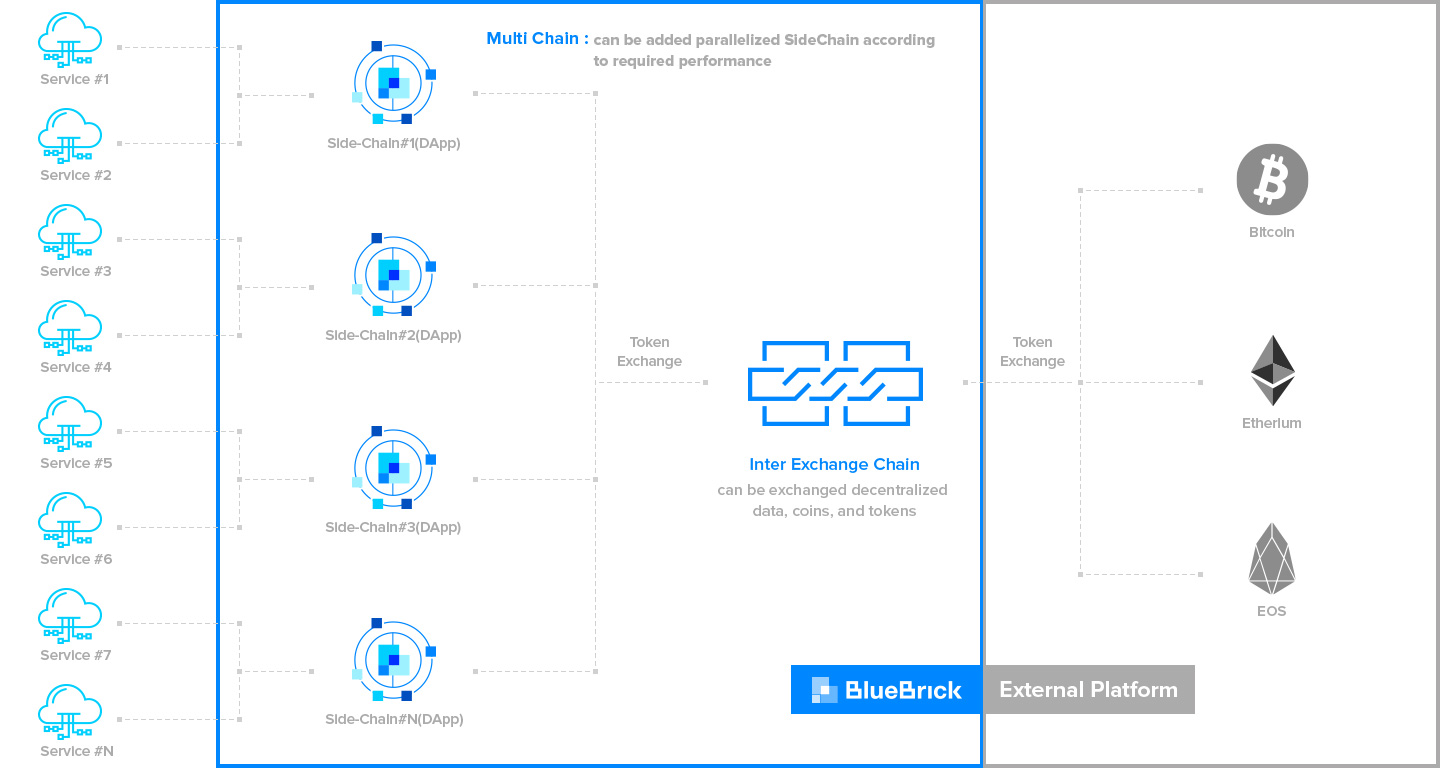 Service #1
Service #2
Service #3
Service #4
Service #5
Service #6
Service #7
Service #N
Multi Chain : can be added parallelized SideChain according
to required performance
Side-Chain#1(DApp)
Side-Chain#2(DApp)
Side-Chain#3(DApp)
Side-Chain#N(DApp)
Token
Exchange
Inter Exchange Chain
can be exchanged decentralized
data, coins, and tokens
BlueBrick
Token
Exchange
Bitcoin
Etherium
EOS
External Platform